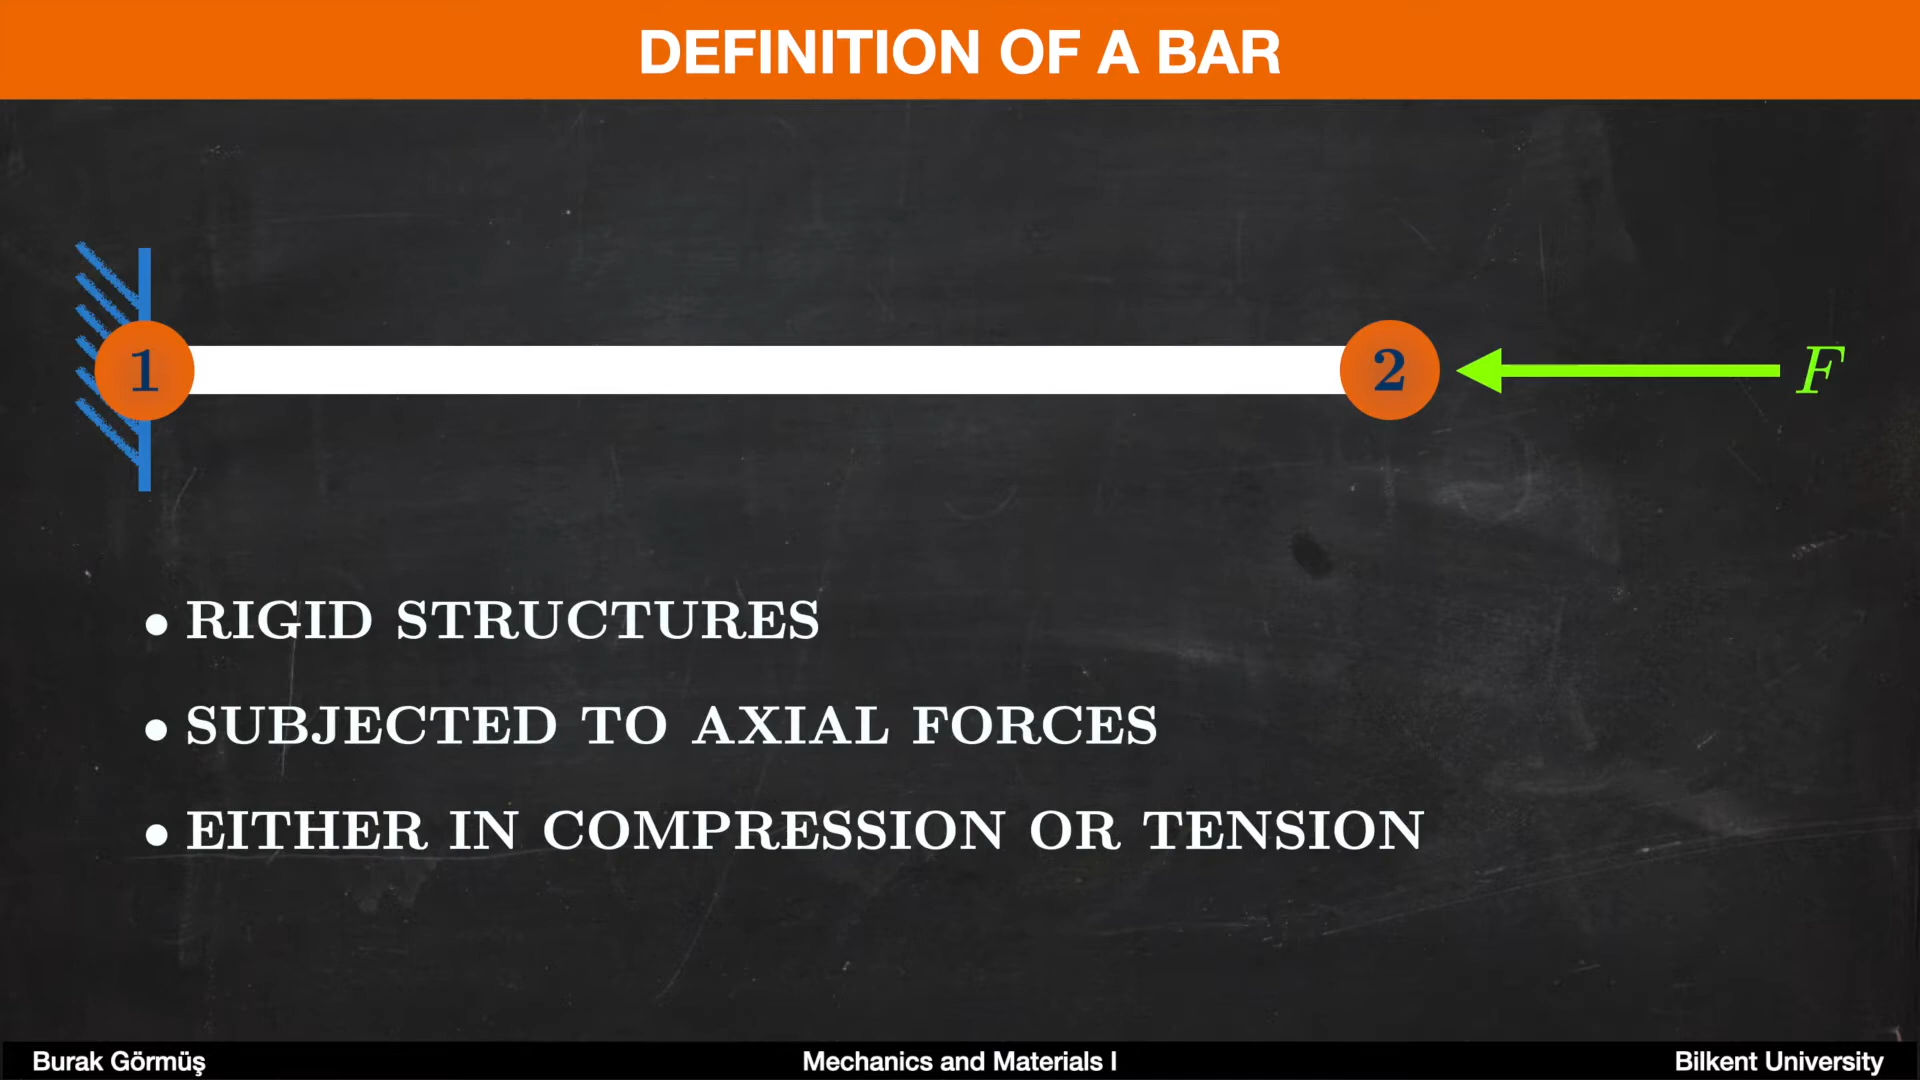 DEFINITION OF A BAR
1
2
F
• RIGID STRUCTURES
• SUBJECTED TO AXIAL FORCES
• EITHER IN COMPRESSION OR TENSION
Burak Görmüş
Mechanics and Materials I
Bilkent University